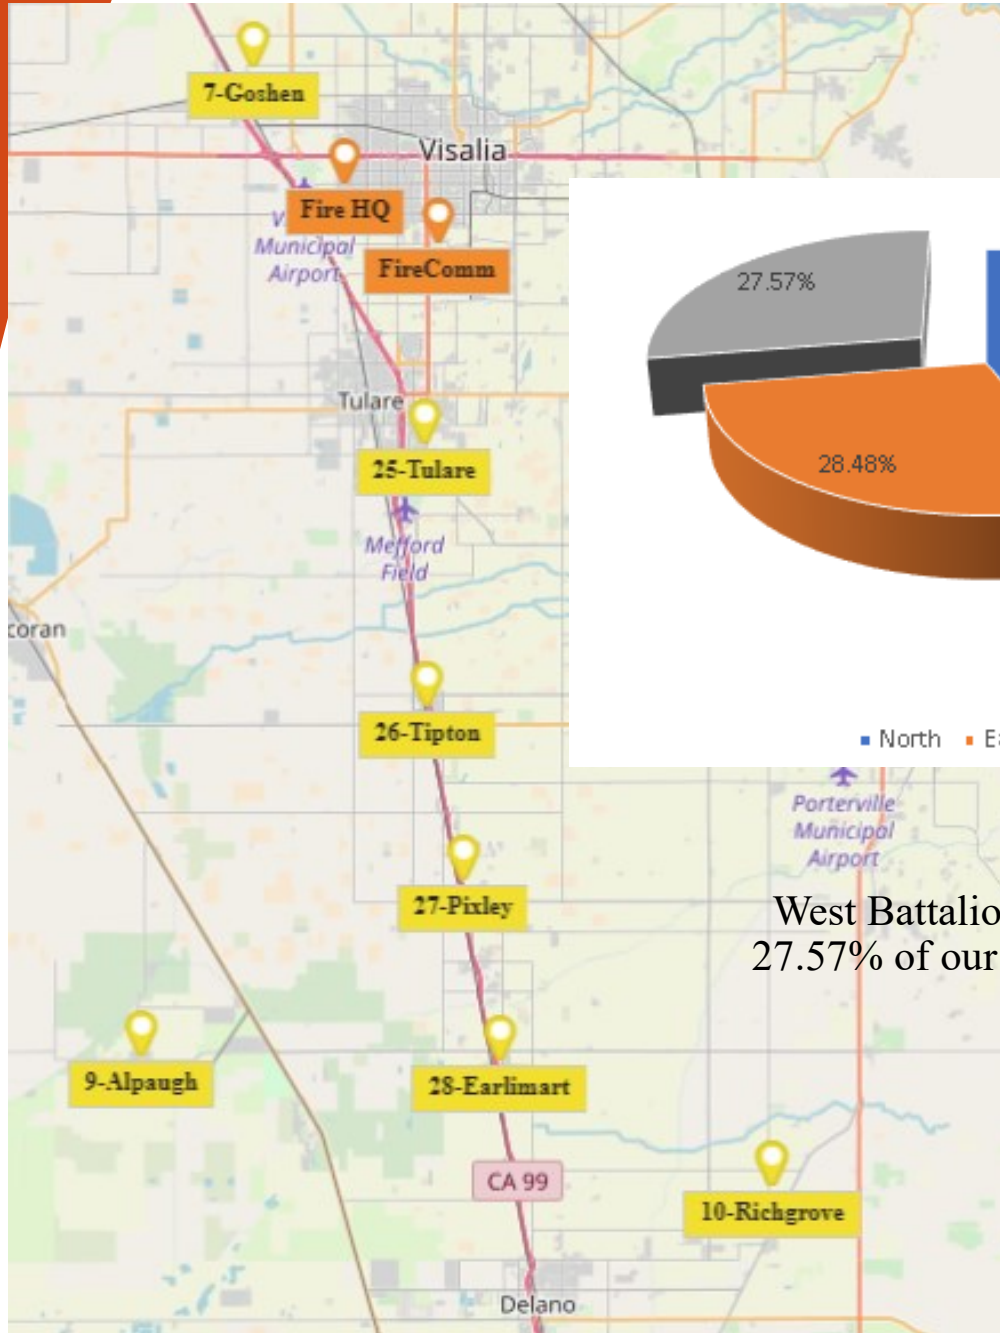 7-Goshen
Visalia
Fire HQ
Municipal
Airport
FireComm
27.57%
Tulare
25-Tulare
28.48%
Mefford
Field
coran
26-Tipton
North
Porterville
Municipal
Airport
27-Pixley
West Battalio
27.57% of our
9-Alpaugh
28-Earlimart
CA 99
10-Richgrove
Delano